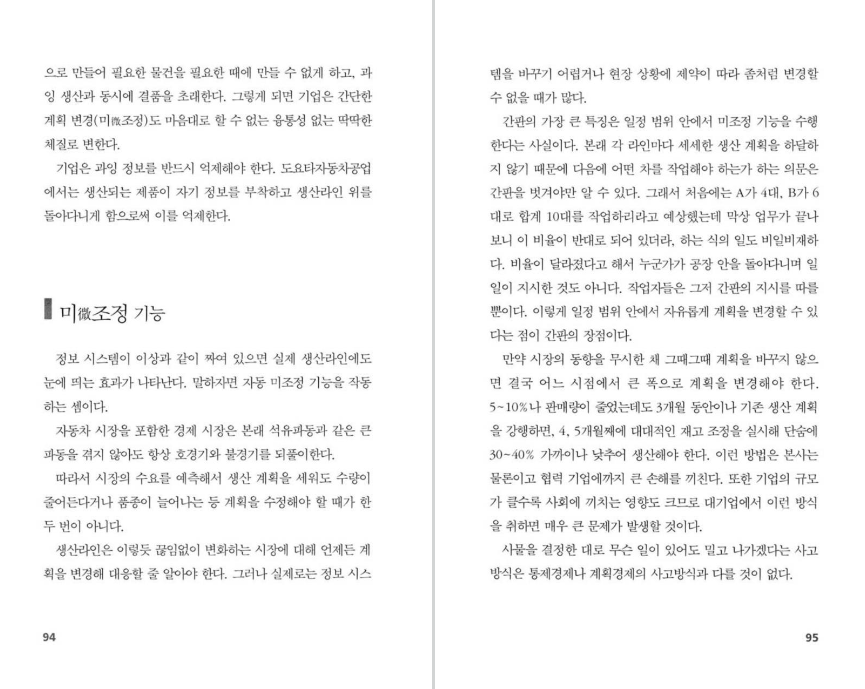 으로 만들어 필요한 물건을 필요한 때에 만들 수 없게 하고, 과
잉 생산과 동시에 결품을 초래한다. 그렇게 되면 기업은 간단한
계획 변경(미微조정)도 마음대로 할 수 없는 융통성 없는 딱딱한
체질로 변한다.
기업은 과잉 정보를 반드시 억제해야 한다. 도요타자동차공업
에서는 생산되는 제품이 자기 정보를 부착하고 생산라인 위를
돌아다니게 함으로써 이를 억제한다.
미微조정 기능
정보 시스템이 이상과 같이 짜여 있으면 실제 생산라인에도
눈에 띄는 효과가 나타난다. 말하자면 자동 미조정 기능을 작동
하는 셈이다.
자동차 시장을 포함한 경제 시장은 본래 석유파동과 같은 큰
파동을 겪지 않아도 항상 호경기와 불경기를 되풀이한다.
따라서 시장의 수요를 예측해서 생산 계획을 세워도 수량이
줄어든다거나 품종이 늘어나는 등 계획을 수정해야 할 때가 한
두 번이 아니다.
생산라인은 이렇듯 끊임없이 변화하는 시장에 대해 언제든 계
획을 변경해 대응할 줄 알아야 한다. 그러나 실제로는 정보 시스
94
템을 바꾸기 어렵거나 현장 상황에 제약이 따라 좀처럼 변경할
수 없을 때가 많다.
간판의 가장 큰 특징은 일정 범위 안에서 미조정 기능을 수행
한다는 사실이다. 본래 각 라인마다 세세한 생산 계획을 하달하
지 않기 때문에 다음에 어떤 차를 작업해야 하는가 하는 의문은
간판을 벗겨야만 알 수 있다. 그래서 처음에는 A가 4대, B가 6
대로 합계 10대를 작업하리라고 예상했는데 막상 업무가 끝나
보니 이 비율이 반대로 되어 있더라, 하는 식의 일도 비일비재하
다. 비율이 달라졌다고 해서 누군가가 공장 안을 돌아다니며 일
일이 지시한 것도 아니다. 작업자들은 그저 간판의 지시를 따를
뿐이다. 이렇게 일정 범위 안에서 자유롭게 계획을 변경할 수 있
다는 점이 간판의 장점이다.
만약 시장의 동향을 무시한 채 그때그때 계획을 바꾸지 않으
면 결국 어느 시점에서 큰 폭으로 계획을 변경해야 한다.
5~10%나 판매량이 줄었는데도 3개월 동안이나 기존 생산 계획
을 강행하면, 4, 5개월째에 대대적인 재고 조정을 실시해 단숨에
30~40% 가까이나 낮추어 생산해야 한다. 이런 방법은 본사는
물론이고 협력 기업에까지 큰 손해를 끼친다. 또한 기업의 규모
가 클수록 사회에 끼치는 영향도 크므로 대기업에서 이런 방식
을 취하면 매우 큰 문제가 발생할 것이다.
사물을 결정한 대로 무슨 일이 있어도 밀고 나가겠다는 사고
방식은 통제경제나 계획경제의 사고방식과 다를 것이 없다.
95